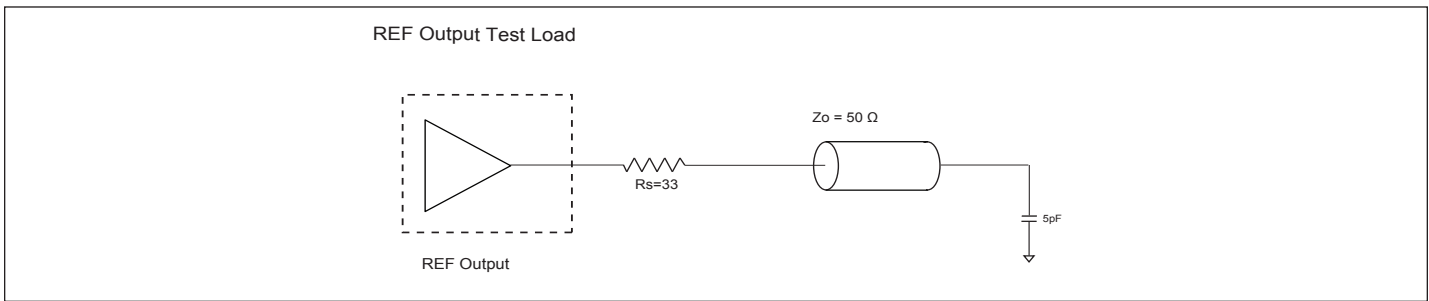 REF Output Test Load
Zo = 50 Ω
Rs=33
5pF
REF Output